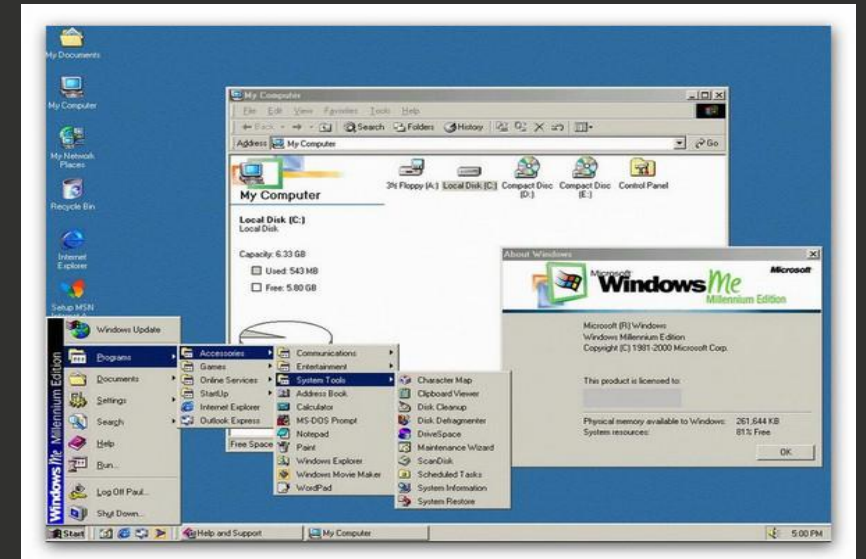 My Documents
My Computer
My Network
Places
Recycle Bin
Internet
Explorer
Setup MSN
My Computer
File Edit View Favorites Tools Help
Back Search Folders History
Address My Computer Go
My Computer
Local Disk (C:)
Local Disk
Capacity: 6.33 GB
Used: 543 MB
Free: 5.80 GB
Free Space
3½ Floppy (A:) Local Disk (C:) Compact Disc (D:) Compact Disc (E:) Control Panel
About Windows
Microsoft
Microsoft
Windows Me
Millennium Edition
Microsoft (R) Windows
Windows Millennium Edition
Copyright (C) 1981-2000 Microsoft Corp.
This product is licensed to:
Physical memory available to Windows: 261,644 KB
System resources: 81% Free
OK
Windows Me Millennium Edition
Windows Update
Programs
Documents
Settings
Search
Help
Run...
Log Off Paul...
Shut Down...
Accessories
Games
Online Services
StartUp
Internet Explorer
Outlook Express
Communications
Entertainment
System Tools
Address Book
Calculator
MS-DOS Prompt
Notepad
Paint
Windows Explorer
Windows Movie Maker
WordPad
Character Map
Clipboard Viewer
Disk Cleanup
Disk Defragmenter
DriveSpace
Maintenance Wizard
ScanDisk
Scheduled Tasks
System Information
System Restore
Start Help and Support My Computer 5:00 PM